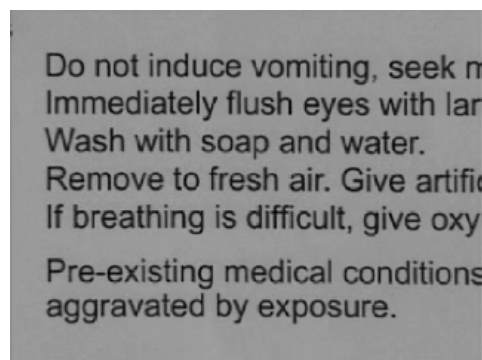 Do not induce vomiting, seek
Immediately flush eyes with
Wash with soap and water.
Remove to fresh air. Give
If breathing is difficult, give
Pre-existing medical conditions
aggravated by exposure.